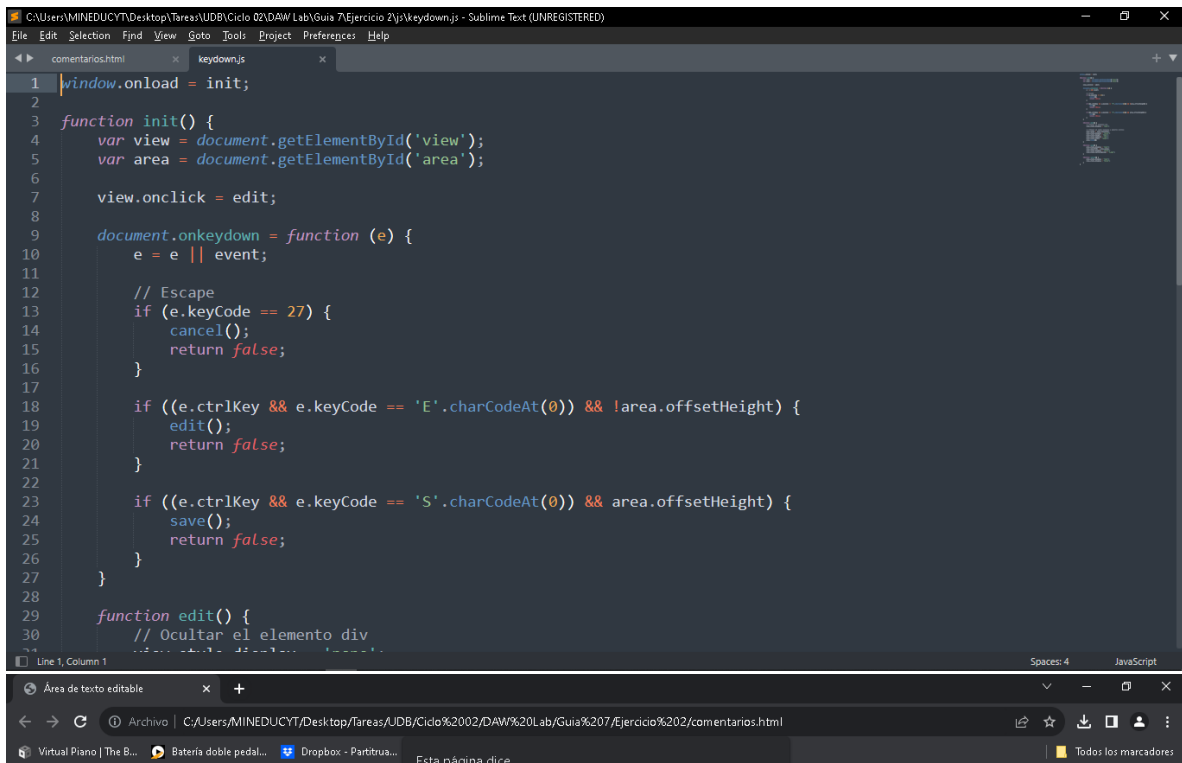 C:\Users\MINEDUCYT\Desktop\Tareas\UDB\Ciclo 02\DAW Lab\Guia 7\Ejercicio 2\js\keydown.js - Sublime Text (UNREGISTERED)
File Edit Selection Find View Goto Tools Project Preferences Help
comentarios.html × keydown.js ×
1 window.onload = init;
2
3 function init() {
4     var view = document.getElementById('view');
5     var area = document.getElementById('area');
6
7     view.onclick = edit;
8
9     document.onkeydown = function (e) {
10         e = e || event;
11
12         // Escape
13         if (e.keyCode == 27) {
14             cancel();
15             return false;
16         }
17
18         if ((e.ctrlKey && e.keyCode == 'E'.charCodeAt(0)) && !area.offsetHeight) {
19             edit();
20             return false;
21         }
22
23         if ((e.ctrlKey && e.keyCode == 'S'.charCodeAt(0)) && area.offsetHeight) {
24             save();
25             return false;
26         }
27     }
28
29     function edit() {
30         // Ocultar el elemento div
Line 1, Column 1 Spaces: 4 JavaScript
Área de texto editable × +
Archivo | C:/Users/MINEDUCYT/Desktop/Tareas/UDB/Ciclo%2002/DAW%20Lab/Guia%207/Ejercicio%202/comentarios.html
Virtual Piano | The B... Batería doble pedal... Dropbox - Partitrua... Todos los marcadores
Esta página dice